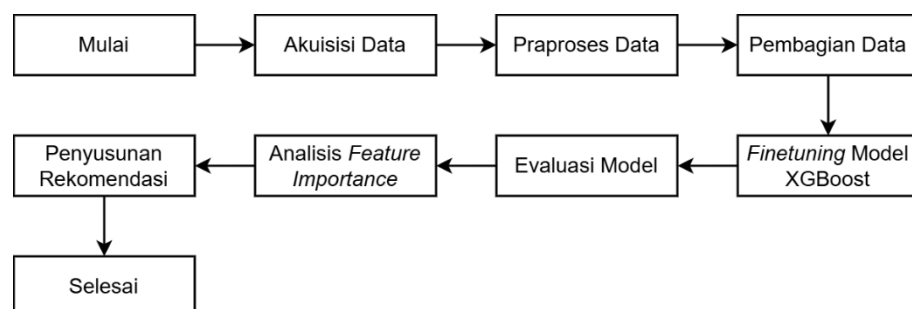 Mulai
Akuisisi Data
Praproses Data
Pembagian Data
Finetuning Model
XGBoost
Evaluasi Model
Analisis Feature
Importance
Penyusunan
Rekomendasi
Selesai